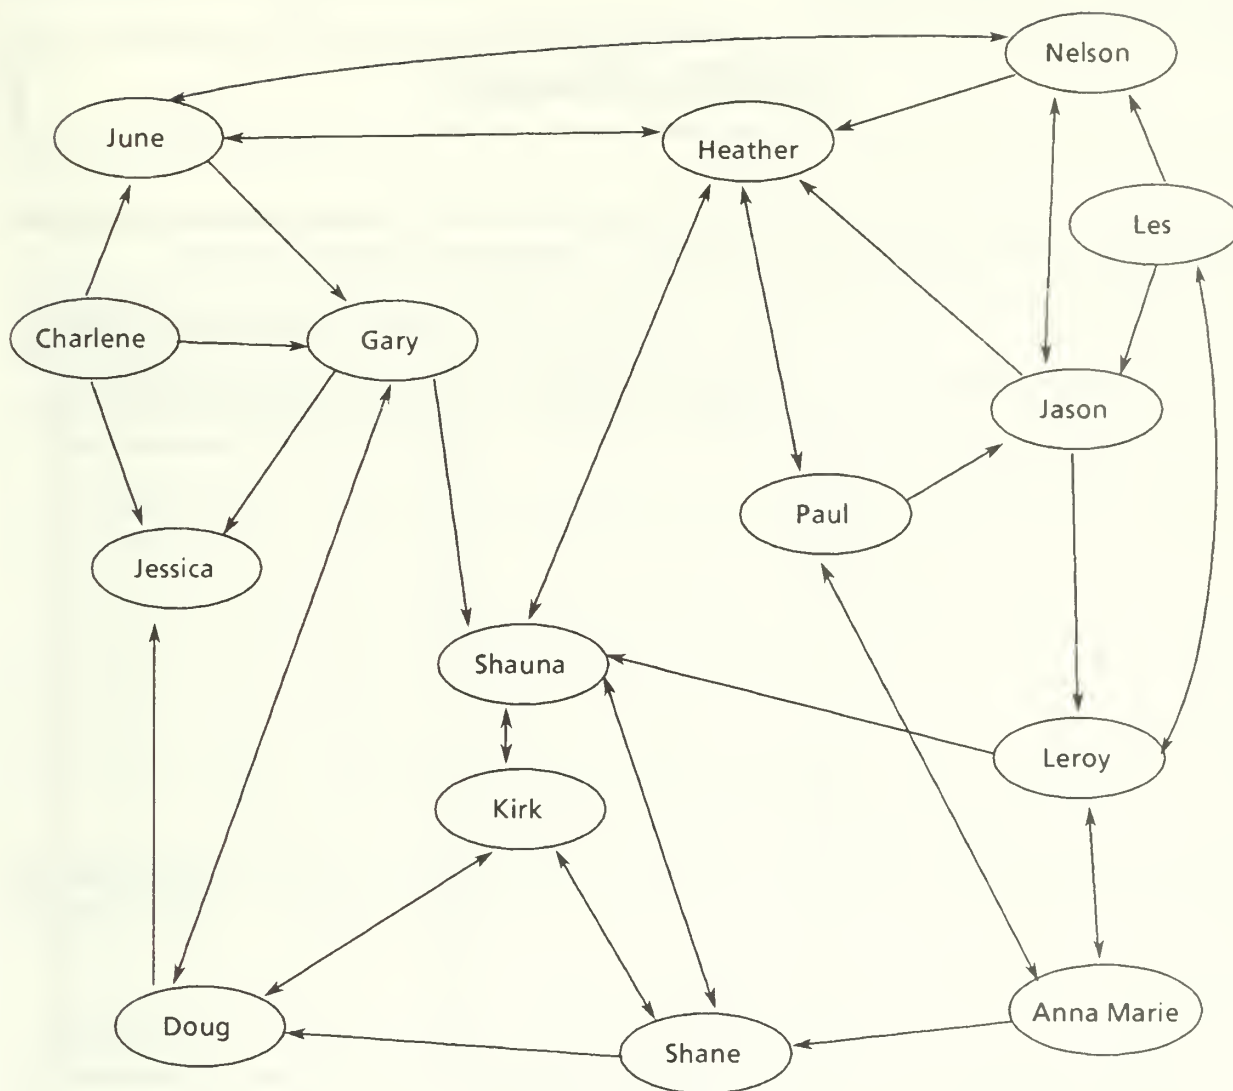 Nelson
June
Heather
Les
Charlene
Gary
Jason
Paul
Jessica
Shauna
Leroy
Kirk
Anna Marie
Doug
Shane